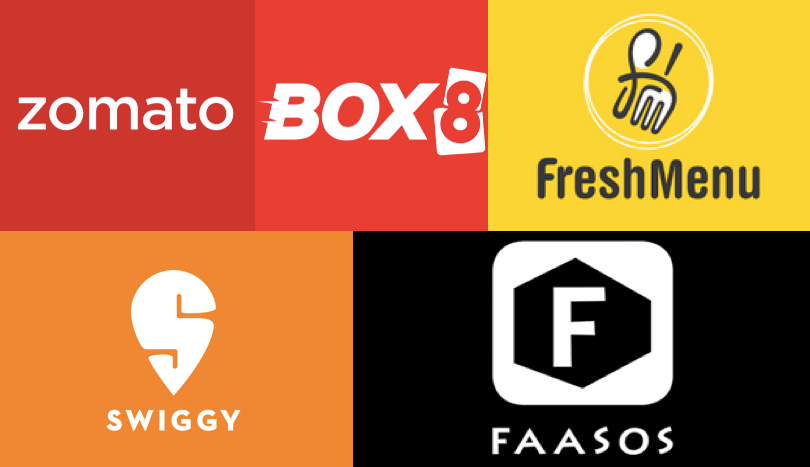 zomato
BOX8
FreshMenu
SWIGGY
F
FAASOS